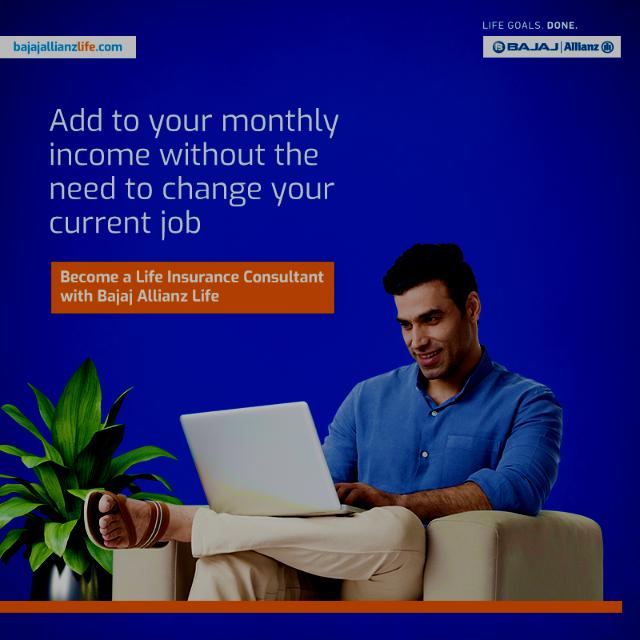 LIFE GOALS. DONE.
bajajallianzlife.com
BAJAJ | Allianz
Add to your monthly
income without the
need to change your
current job
Become a Life Insurance Consultant
with Bajaj Allianz Life